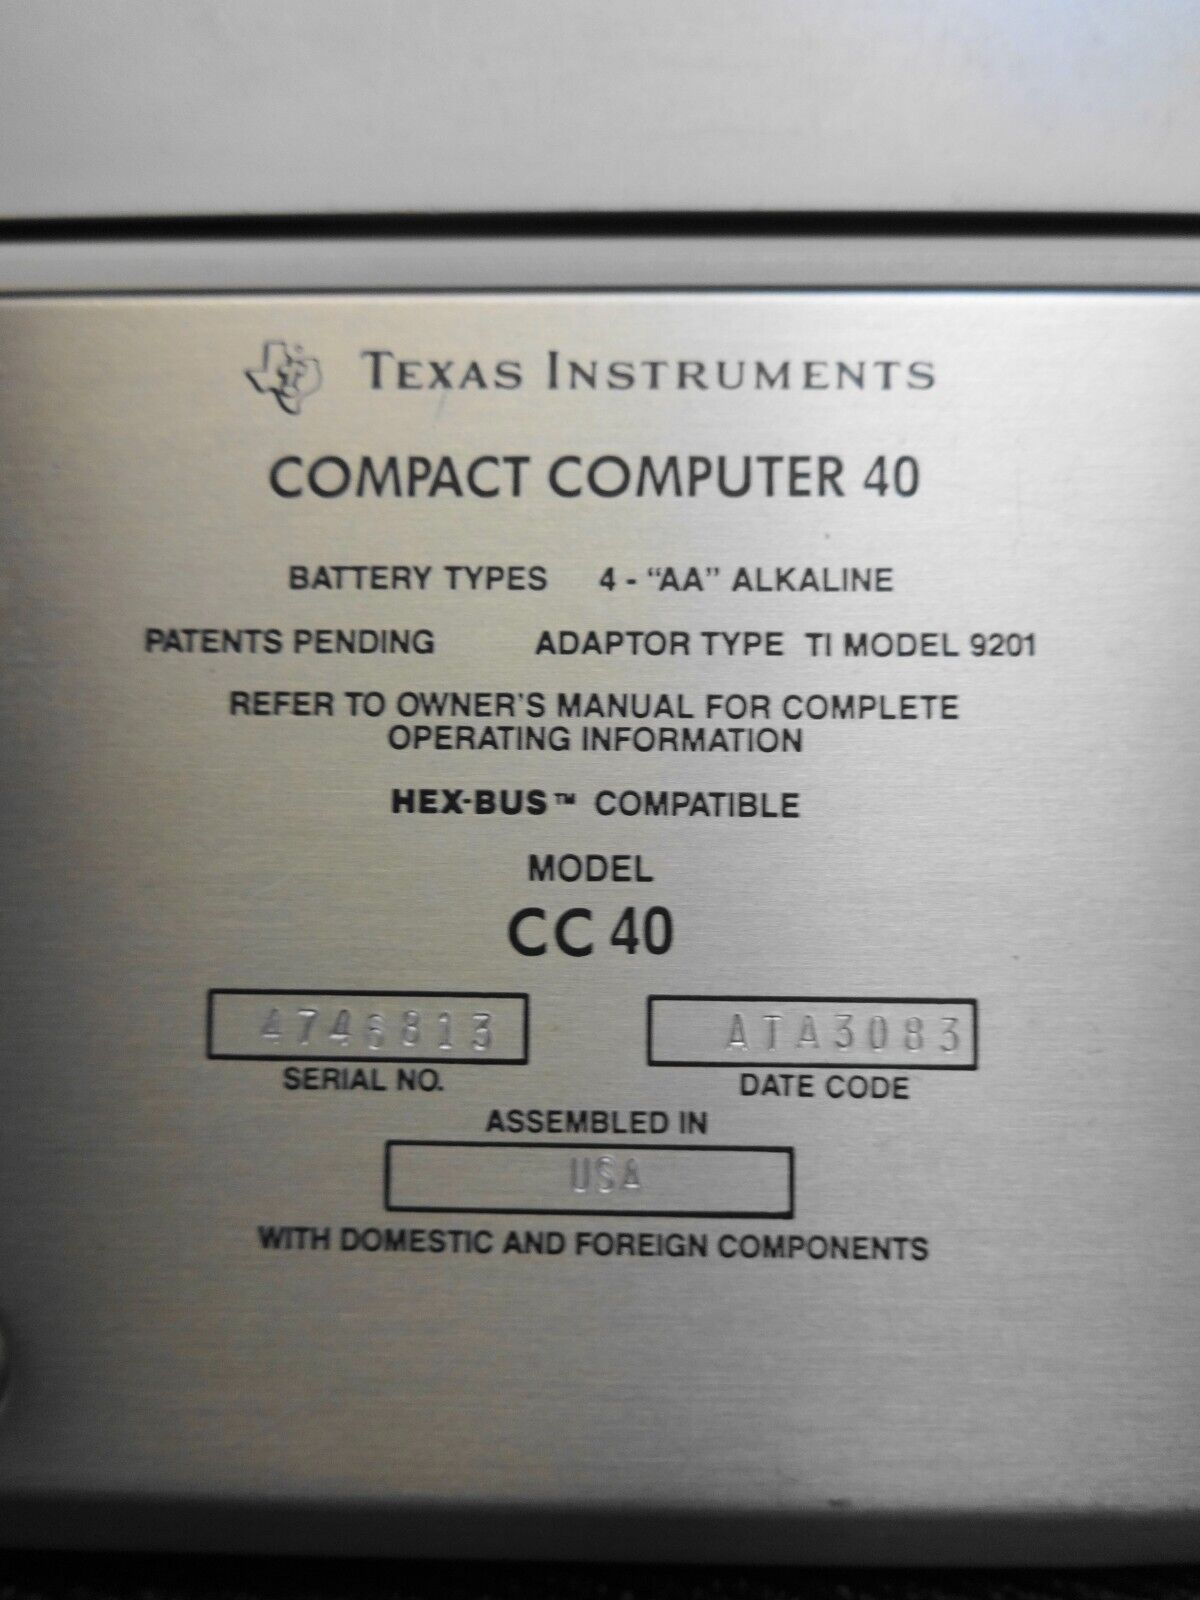 TEXAS INSTRUMENTS
COMPACT COMPUTER 40
BATTERY TYPES 4 - "AA" ALKALINE
PATENTS PENDING ADAPTOR TYPE TI MODEL 9201
REFER TO OWNER'S MANUAL FOR COMPLETE
OPERATING INFORMATION
HEX-BUS™ COMPATIBLE
MODEL
CC 40
4746813 ATA3083
SERIAL NO. DATE CODE
ASSEMBLED IN
USA
WITH DOMESTIC AND FOREIGN COMPONENTS